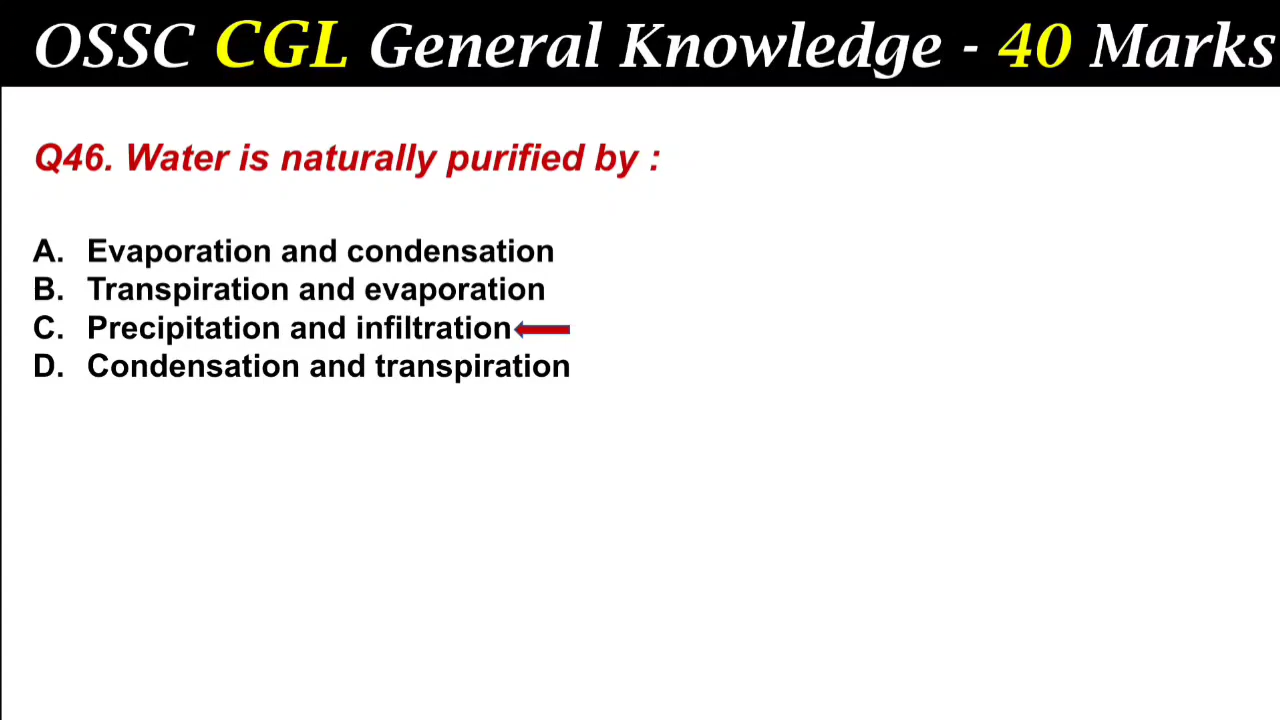 OSSC CGL General Knowledge - 40 Marks
Q46. Water is naturally purified by :
A. Evaporation and condensation
B. Transpiration and evaporation
C. Precipitation and infiltration
D. Condensation and transpiration